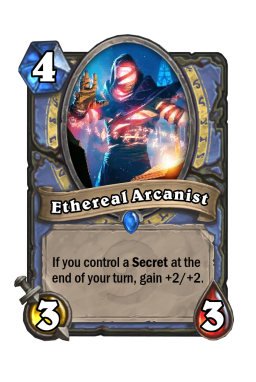 4
Ethereal Arcanist
If you control a Secret at the
end of your turn, gain +2/+2.
3
3